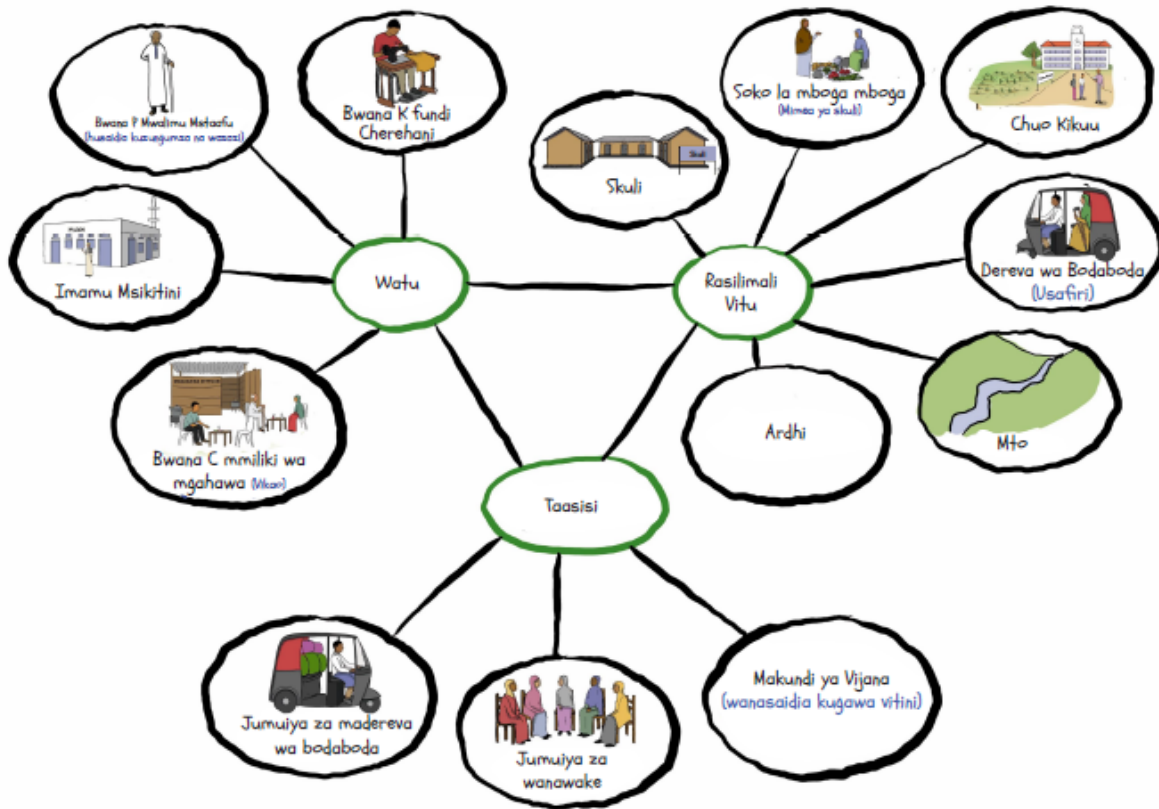 Bwana P Mwalimu Mstaafu
(husaidia kuzungumza na wazazi)
Bwana K fundi
Cherehani
Soko la mboga mboga
(Mimea ya skuli)
Chuo Kikuu
Skuli
Skuli
Imamu Msikitini
Watu
Rasilimali
Vitu
Dereva wa Bodaboda
(Usafiri)
Bwana C mmiliki wa
mgahawa (Vikao)
Ardhi
Mto
Taasisi
Jumuiya za madereva
wa bodaboda
Jumuiya za
wanawake
Makundi ya Vijana
(wanasaidia kugawa vitini)